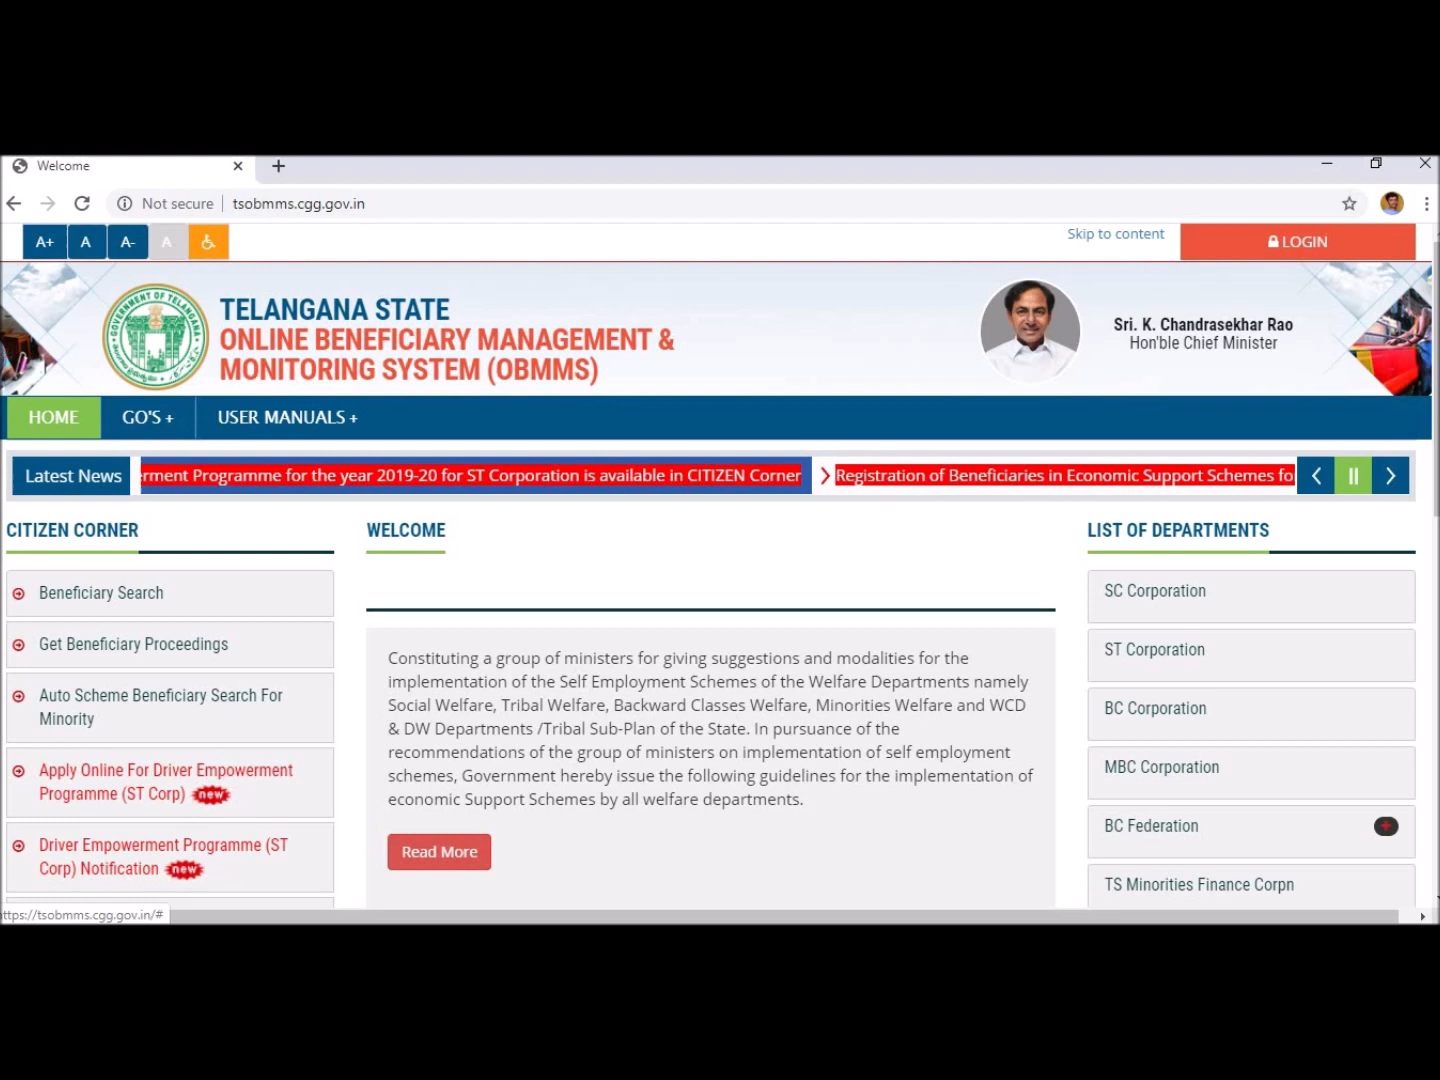 Welcome
Not secure
tsobmms.cgg.gov.in
A+
A
A-
A
Skip to content
LOGIN
GOVERNMENT OF TELANGANA
TELANGANA STATE
ONLINE BENEFICIARY MANAGEMENT &
MONITORING SYSTEM (OBMMS)
Sri. K. Chandrasekhar Rao
Hon'ble Chief Minister
HOME
GO'S +
USER MANUALS +
Latest News
rment Programme for the year 2019-20 for ST Corporation is available in CITIZEN Corner
Registration of Beneficiaries in Economic Support Schemes fo
CITIZEN CORNER
Beneficiary Search
Get Beneficiary Proceedings
Auto Scheme Beneficiary Search For
Minority
Apply Online For Driver Empowerment
Programme (ST Corp) new
Driver Empowerment Programme (ST
Corp) Notification new
WELCOME
Constituting a group of ministers for giving suggestions and modalities for the
implementation of the Self Employment Schemes of the Welfare Departments namely
Social Welfare, Tribal Welfare, Backward Classes Welfare, Minorities Welfare and WCD
& DW Departments /Tribal Sub-Plan of the State. In pursuance of the
recommendations of the group of ministers on implementation of self employment
schemes, Government hereby issue the following guidelines for the implementation of
economic Support Schemes by all welfare departments.
Read More
LIST OF DEPARTMENTS
SC Corporation
ST Corporation
BC Corporation
MBC Corporation
BC Federation
TS Minorities Finance Corpn
ttps://tsobmms.cgg.gov.in/#